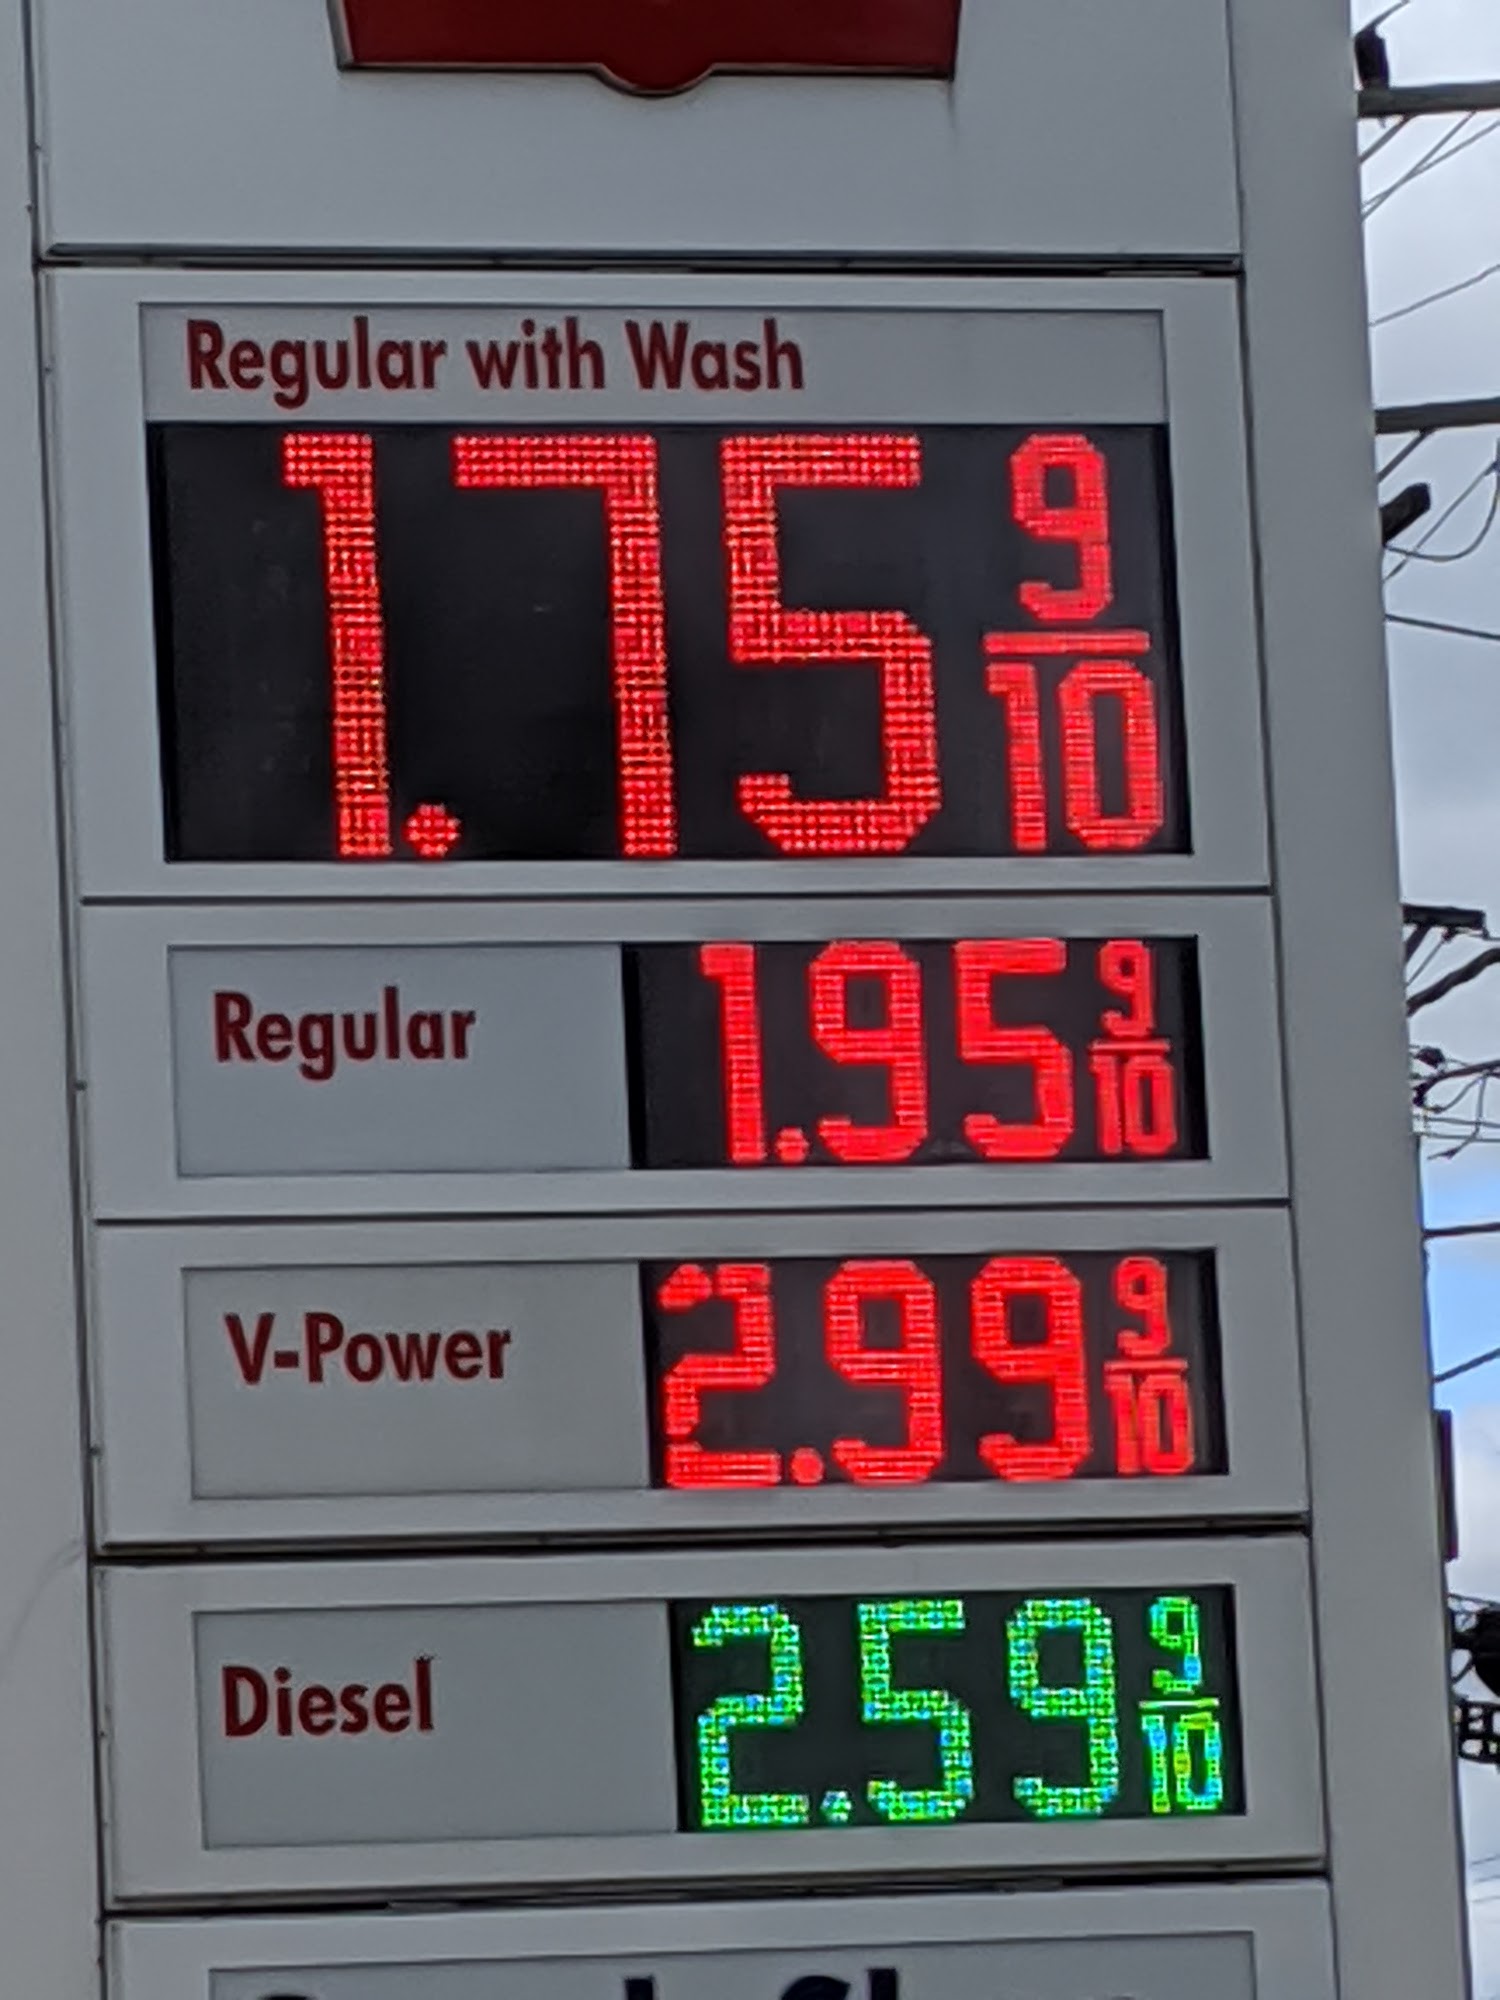 Regular with Wash
1.75 9/10
Regular 1.95 9/10
V-Power 2.99 9/10
Diesel 2.59 9/10